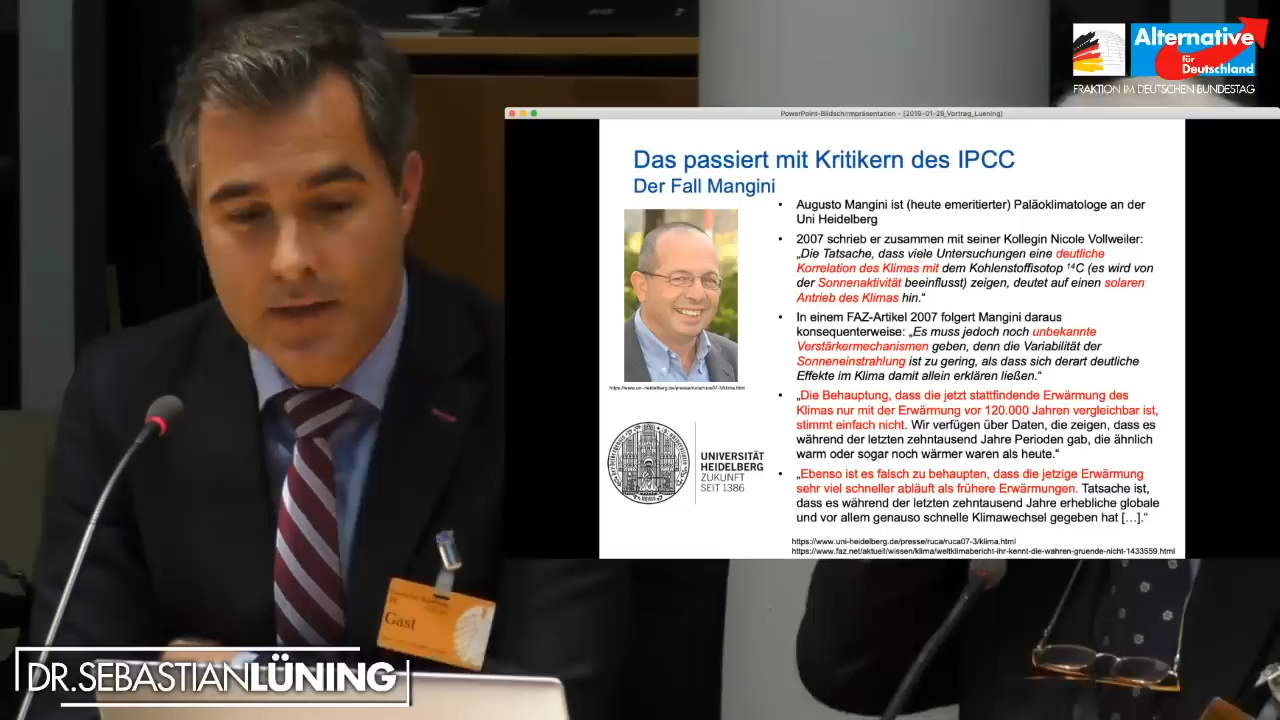 Alternative
für
Deutschland
FRAKTION IM DEUTSCHEN BUNDESTAG
PowerPoint-Bildschirmpräsentation - [2019-01-28_Vortrag_Luening]
Das passiert mit Kritikern des IPCC
Der Fall Mangini
• Augusto Mangini ist (heute emeritierter) Paläoklimatologe an der
Uni Heidelberg
• 2007 schrieb er zusammen mit seiner Kollegin Nicole Vollweiler:
„Die Tatsache, dass viele Untersuchungen eine deutliche
Korrelation des Klimas mit dem Kohlenstoffisotop ¹⁴C (es wird von
der Sonnenaktivität beeinflusst) zeigen, deutet auf einen solaren
Antrieb des Klimas hin.“
• In einem FAZ-Artikel 2007 folgert Mangini daraus
konsequenterweise: „Es muss jedoch noch unbekannte
Verstärkermechanismen geben, denn die Variabilität der
Sonneneinstrahlung ist zu gering, als dass sich derart deutliche
Effekte im Klima damit allein erklären ließen.“
• „Die Behauptung, dass die jetzt stattfindende Erwärmung des
Klimas nur mit der Erwärmung vor 120.000 Jahren vergleichbar ist,
stimmt einfach nicht. Wir verfügen über Daten, die zeigen, dass es
während der letzten zehntausend Jahre Perioden gab, die ähnlich
warm oder sogar noch wärmer waren als heute.“
• „Ebenso ist es falsch zu behaupten, dass die jetzige Erwärmung
sehr viel schneller abläuft als frühere Erwärmungen. Tatsache ist,
dass es während der letzten zehntausend Jahre erhebliche globale
und vor allem genauso schnelle Klimawechsel gegeben hat [...].“
https://www.uni-heidelberg.de/presse/ruca/ruca07-3/klima.html
UNIVERSITÄT
HEIDELBERG
ZUKUNFT
SEIT 1386
https://www.uni-heidelberg.de/presse/ruca/ruca07-3/klima.html
https://www.faz.net/aktuell/wissen/klima/weltklimabericht-ihr-kennt-die-wahren-gruende-nicht-1433559.html
Gast
DR.SEBASTIANLÜNING